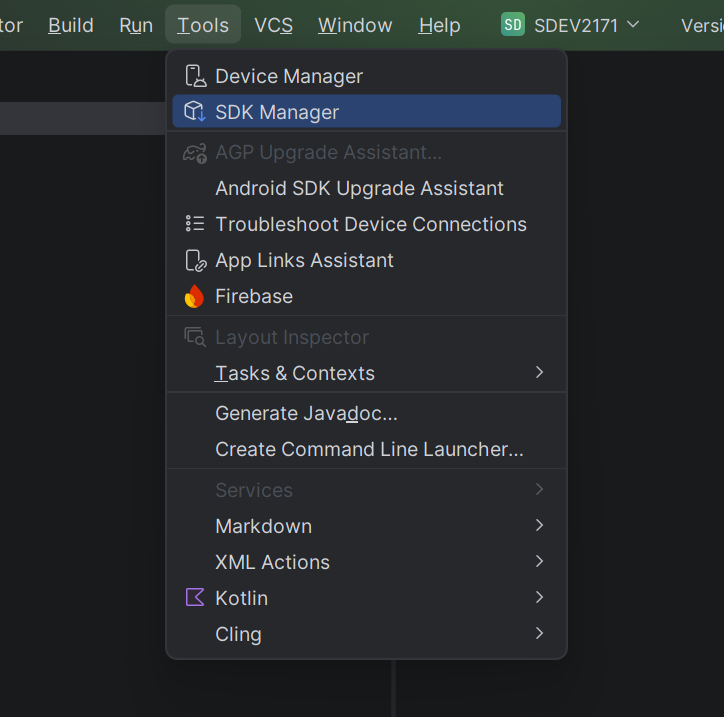 tor Build Run Tools VCS Window Help SD SDEV2171 Versi
Device Manager
SDK Manager
AGP Upgrade Assistant...
Android SDK Upgrade Assistant
Troubleshoot Device Connections
App Links Assistant
Firebase
Layout Inspector
Tasks & Contexts
Generate Javadoc...
Create Command Line Launcher...
Services
Markdown
XML Actions
Kotlin
Cling